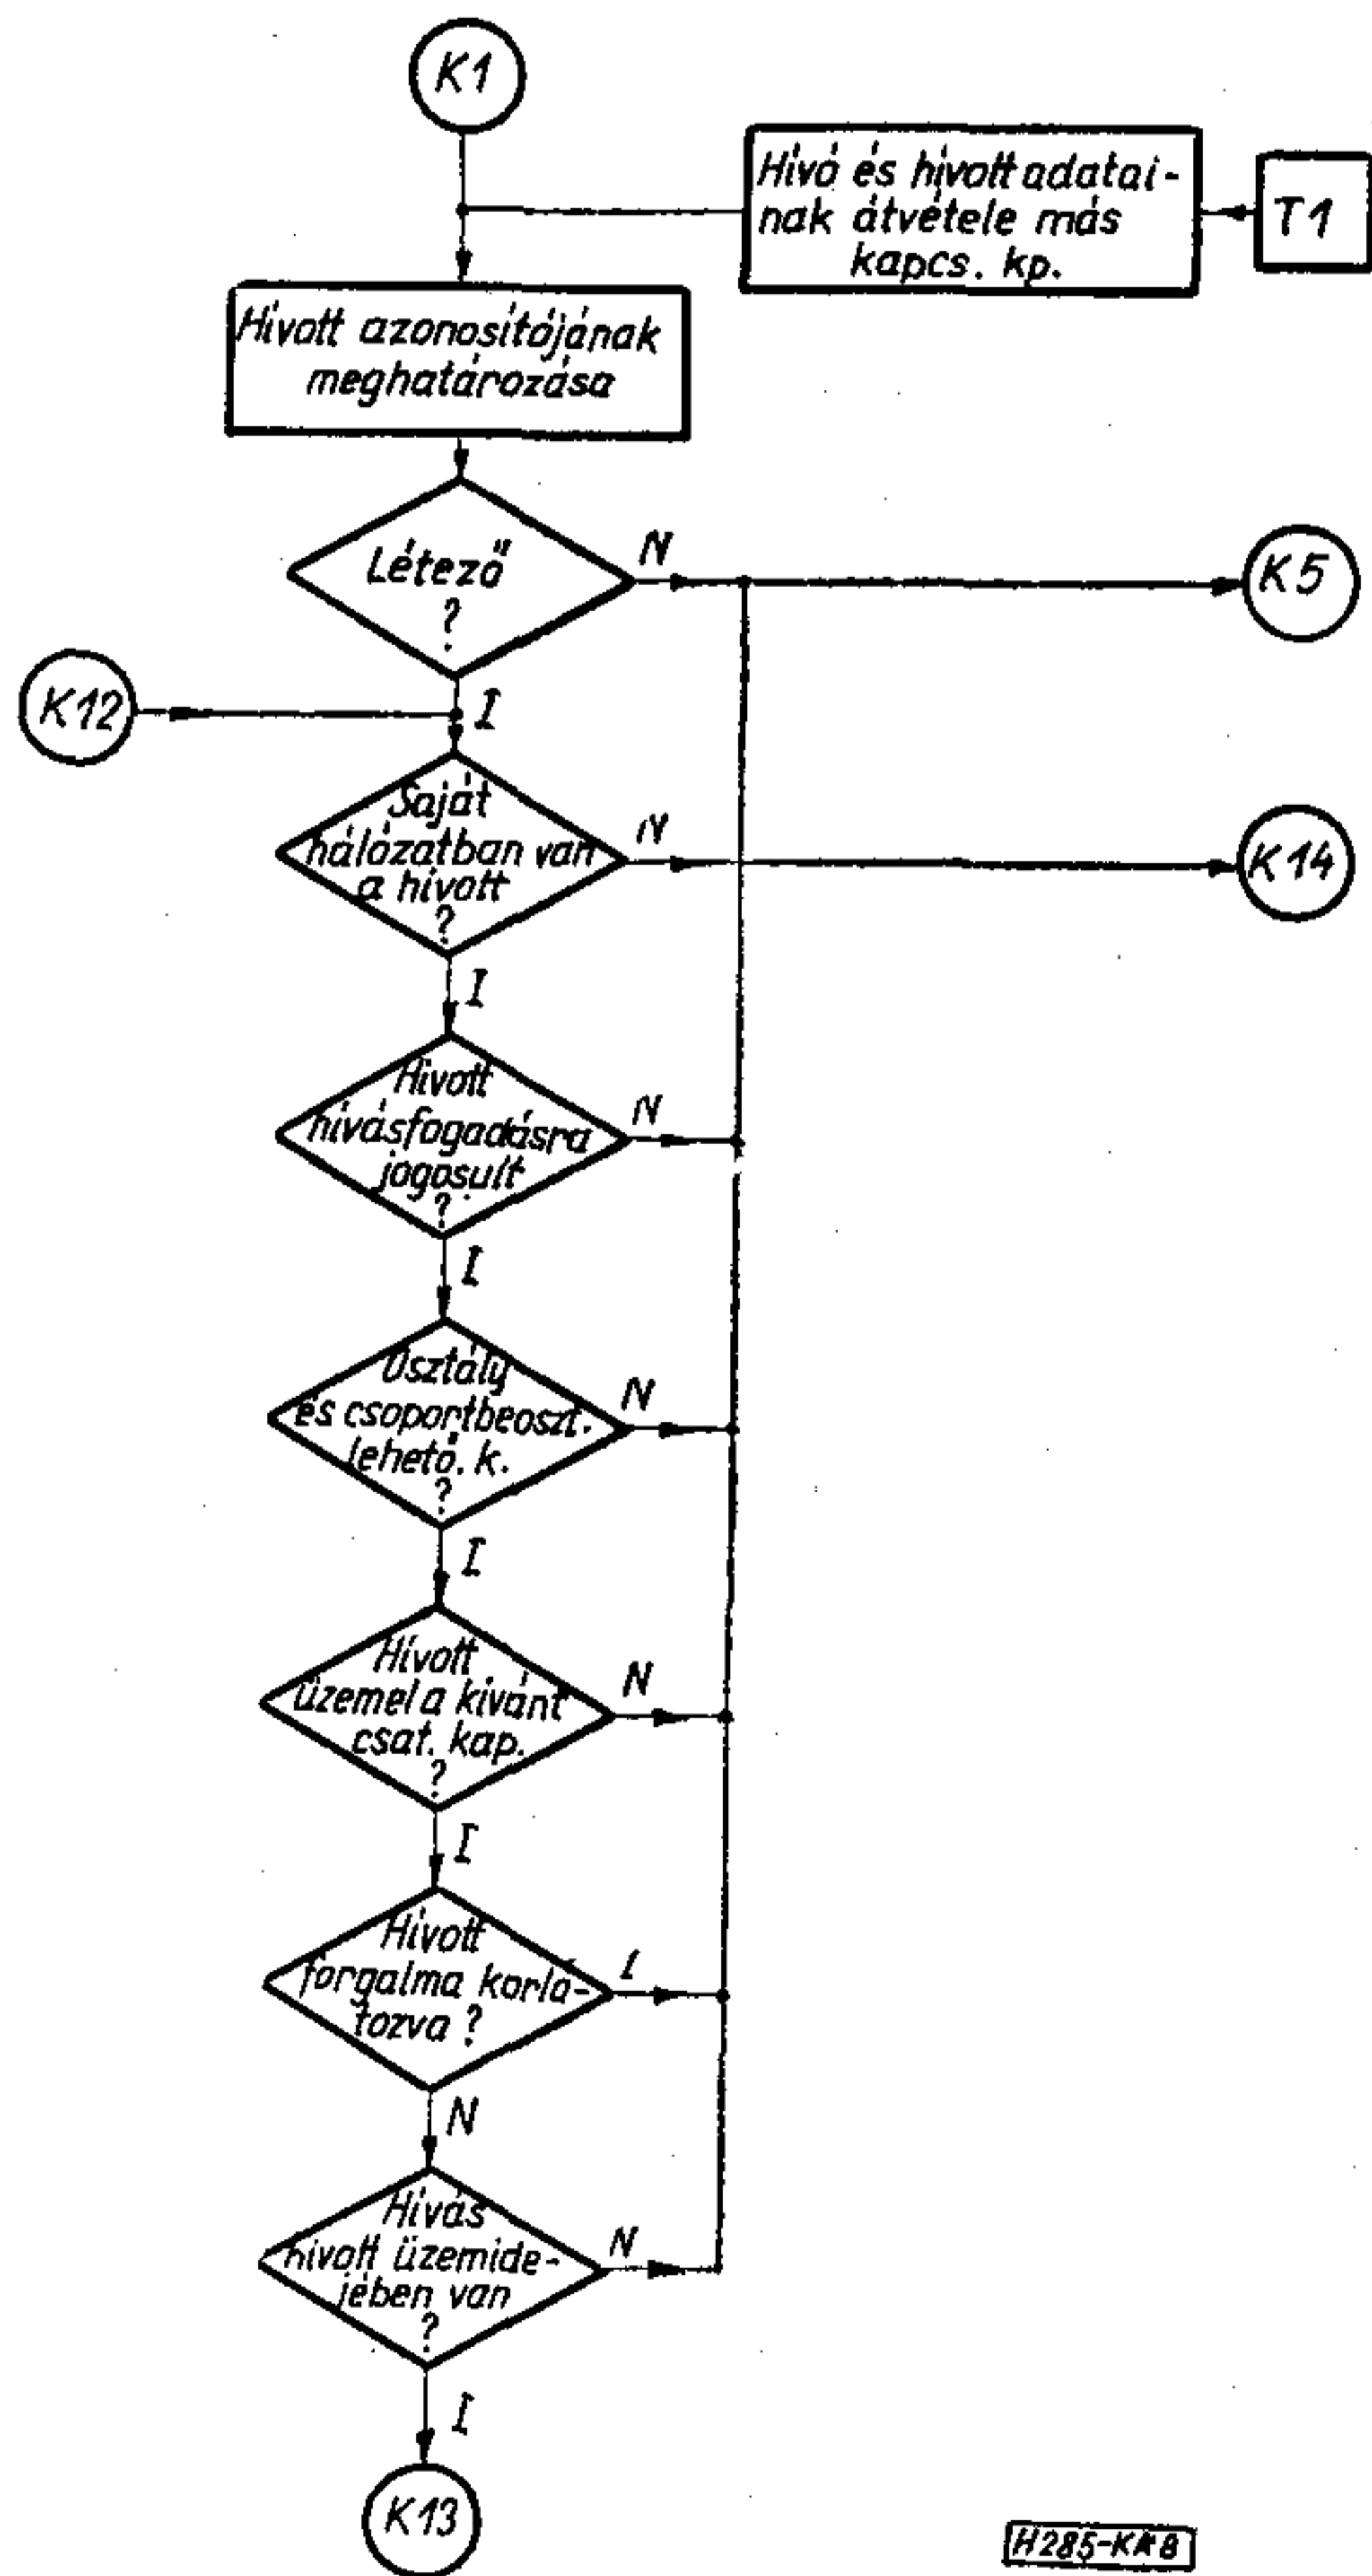 K1
Hívó és hívott adatai-
nak átvétele más
kapcs. kp.
T1
Hívott azonosítójának
meghatározása
Létező
?
N
K5
I
K12
Saját
hálózatban van
a hívott
?
N
K14
I
Hívott
hívásfogadásra
jogosult
?
N
I
Osztály
és csoportbeoszt.
lehető. k.
?
N
I
Hívott
üzemel a kívánt
csat. kap.
?
N
I
Hívott
forgalma korlá-
tozva ?
I
N
Hívás
hívott üzemide-
jében van
?
N
I
K13
H285-KA8